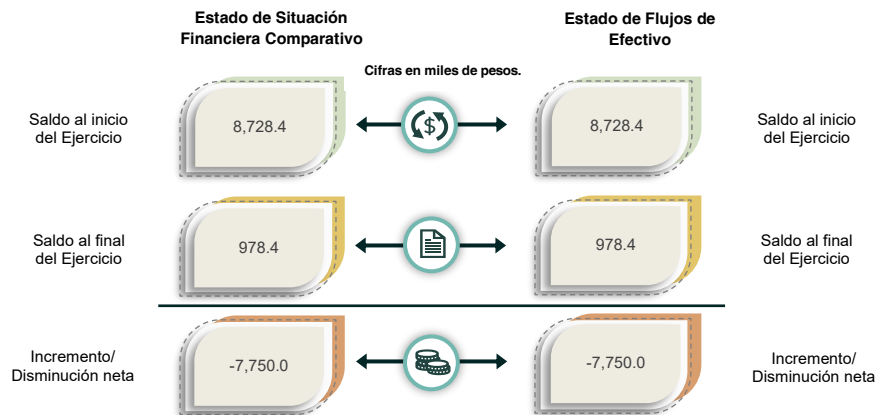 Estado de Situación
Financiera Comparativo
Estado de Flujos de
Efectivo
Cifras en miles de pesos.
Saldo al inicio
del Ejercicio
8,728.4
$
8,728.4
Saldo al inicio
del Ejercicio
Saldo al final
del Ejercicio
978.4
978.4
Saldo al final
del Ejercicio
Incremento/
Disminución neta
-7,750.0
-7,750.0
Incremento/
Disminución neta